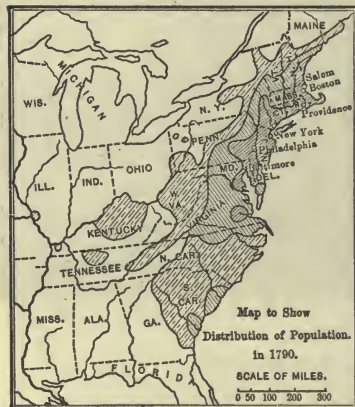 MAINE
MICHIGAN
WIS.
N. Y.
MASS.
Salem
Boston
Providence
New York
Philadelphia
Baltimore
DEL.
MD.
PENN.
OHIO
IND.
ILL.
W.
VA.
VIRGINIA
KENTUCKY
TENNESSEE
N. CAR.
S.
CAR.
MISS.
ALA.
GA.
FLORIDA
Map to Show
Distribution of Population.
in 1790.
SCALE OF MILES.
0 50 100 200 300